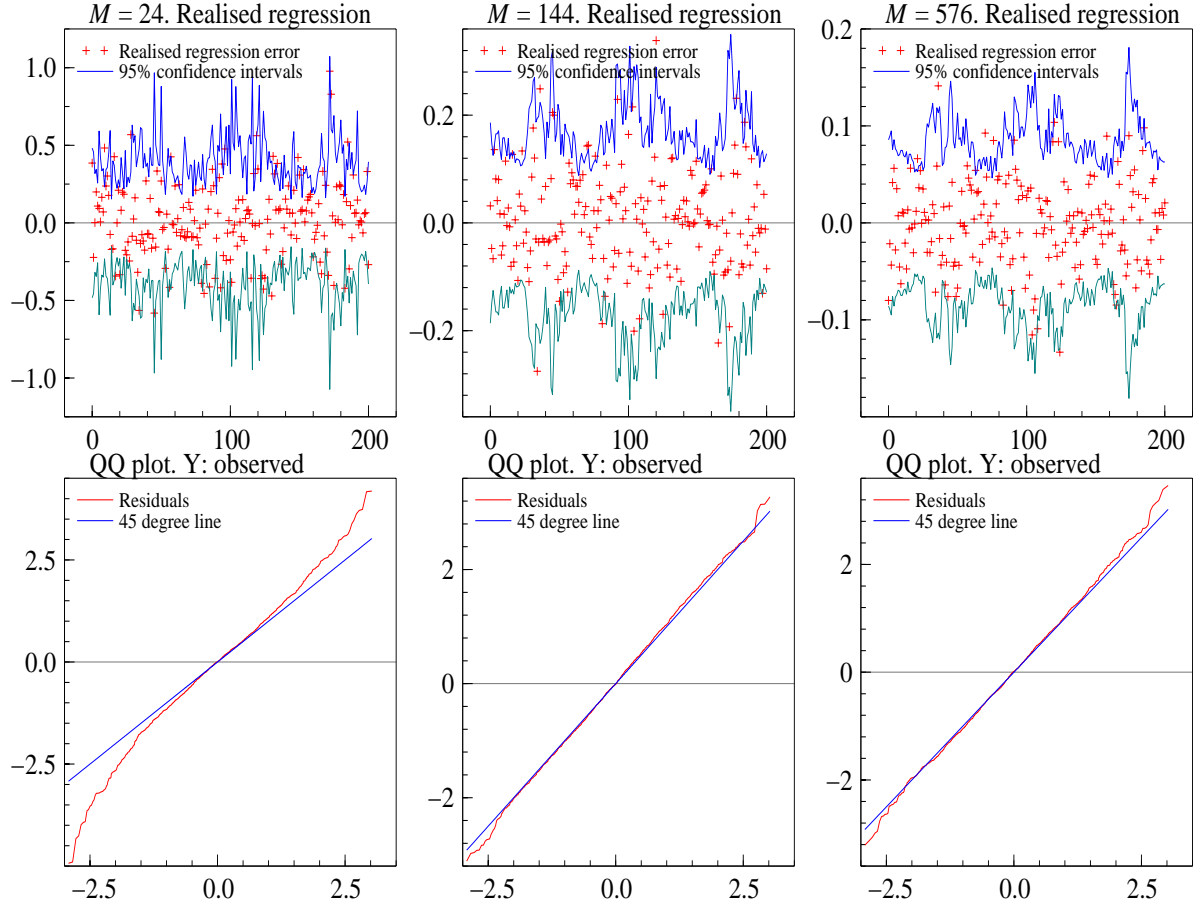 M = 24. Realised regression
Realised regression error
95% confidence intervals
1.0
0.5
0.0
−0.5
−1.0
0 100 200
M = 144. Realised regression
Realised regression error
95% confidence intervals
0.2
0.0
−0.2
0 100 200
M = 576. Realised regression
Realised regression error
95% confidence intervals
0.2
0.1
0.0
−0.1
0 100 200
QQ plot. Y: observed
Residuals
45 degree line
2.5
0.0
−2.5
−2.5 0.0 2.5
QQ plot. Y: observed
Residuals
45 degree line
2
0
−2
−2.5 0.0 2.5
QQ plot. Y: observed
Residuals
45 degree line
2
0
−2
−2.5 0.0 2.5